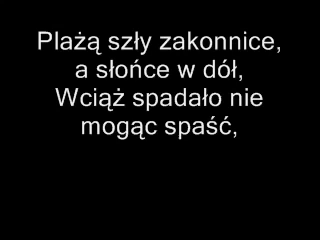 Plażą szły zakonnice,
a słońce w dół,
Wciąż spadało nie
mogąc spaść,